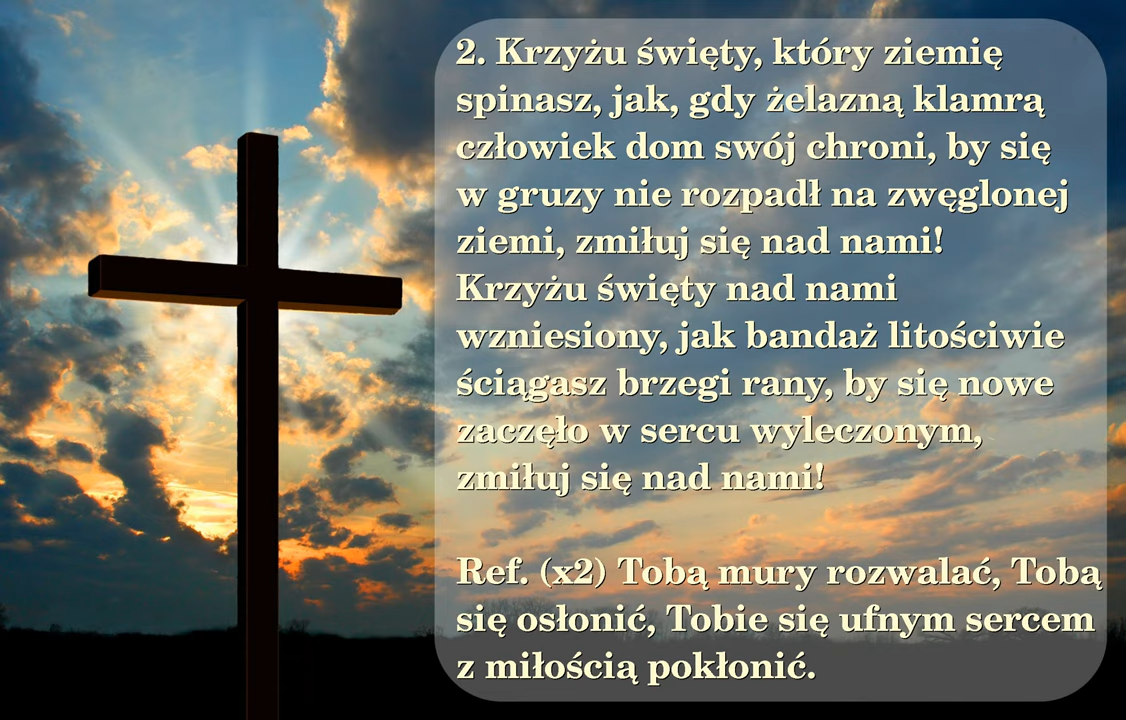 2. Krzyżu święty, który ziemię
spinasz, jak, gdy żelazną klamrą
człowiek dom swój chroni, by się
w gruzy nie rozpadł na zwęglonej
ziemi, zmiłuj się nad nami!
Krzyżu święty nad nami
wzniesiony, jak bandaż litościwie
ściągasz brzegi rany, by się nowe
zaczęło w sercu wyleczonym,
zmiłuj się nad nami!
Ref. (x2) Tobą mury rozwalać, Tobą
się osłonić, Tobie się ufnym sercem
z miłością pokłonić.